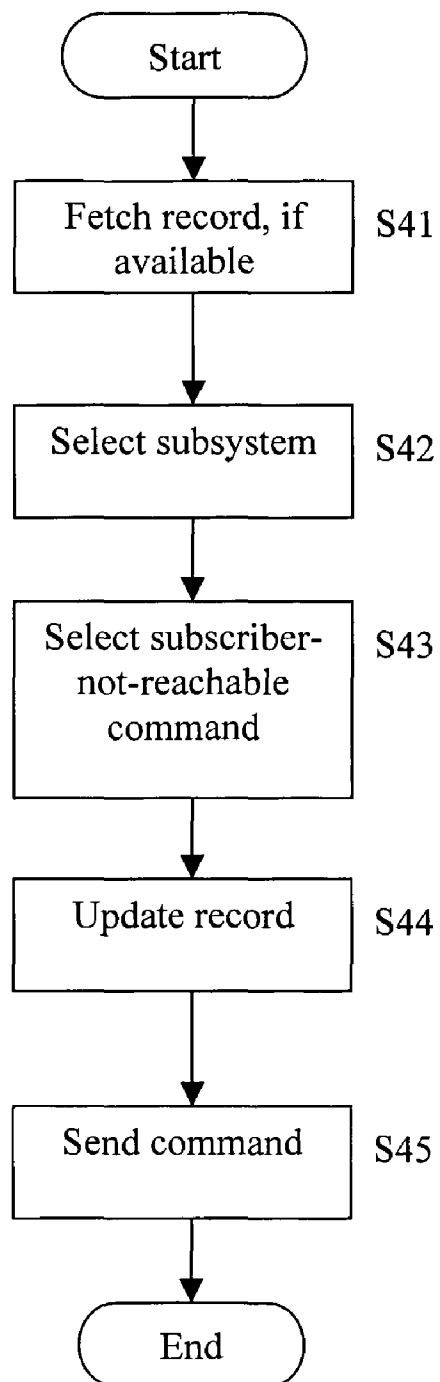 Start
Fetch record, if
available
S41
Select subsystem
S42
Select subscriber-
not-reachable
command
S43
Update record
S44
Send command
S45
End